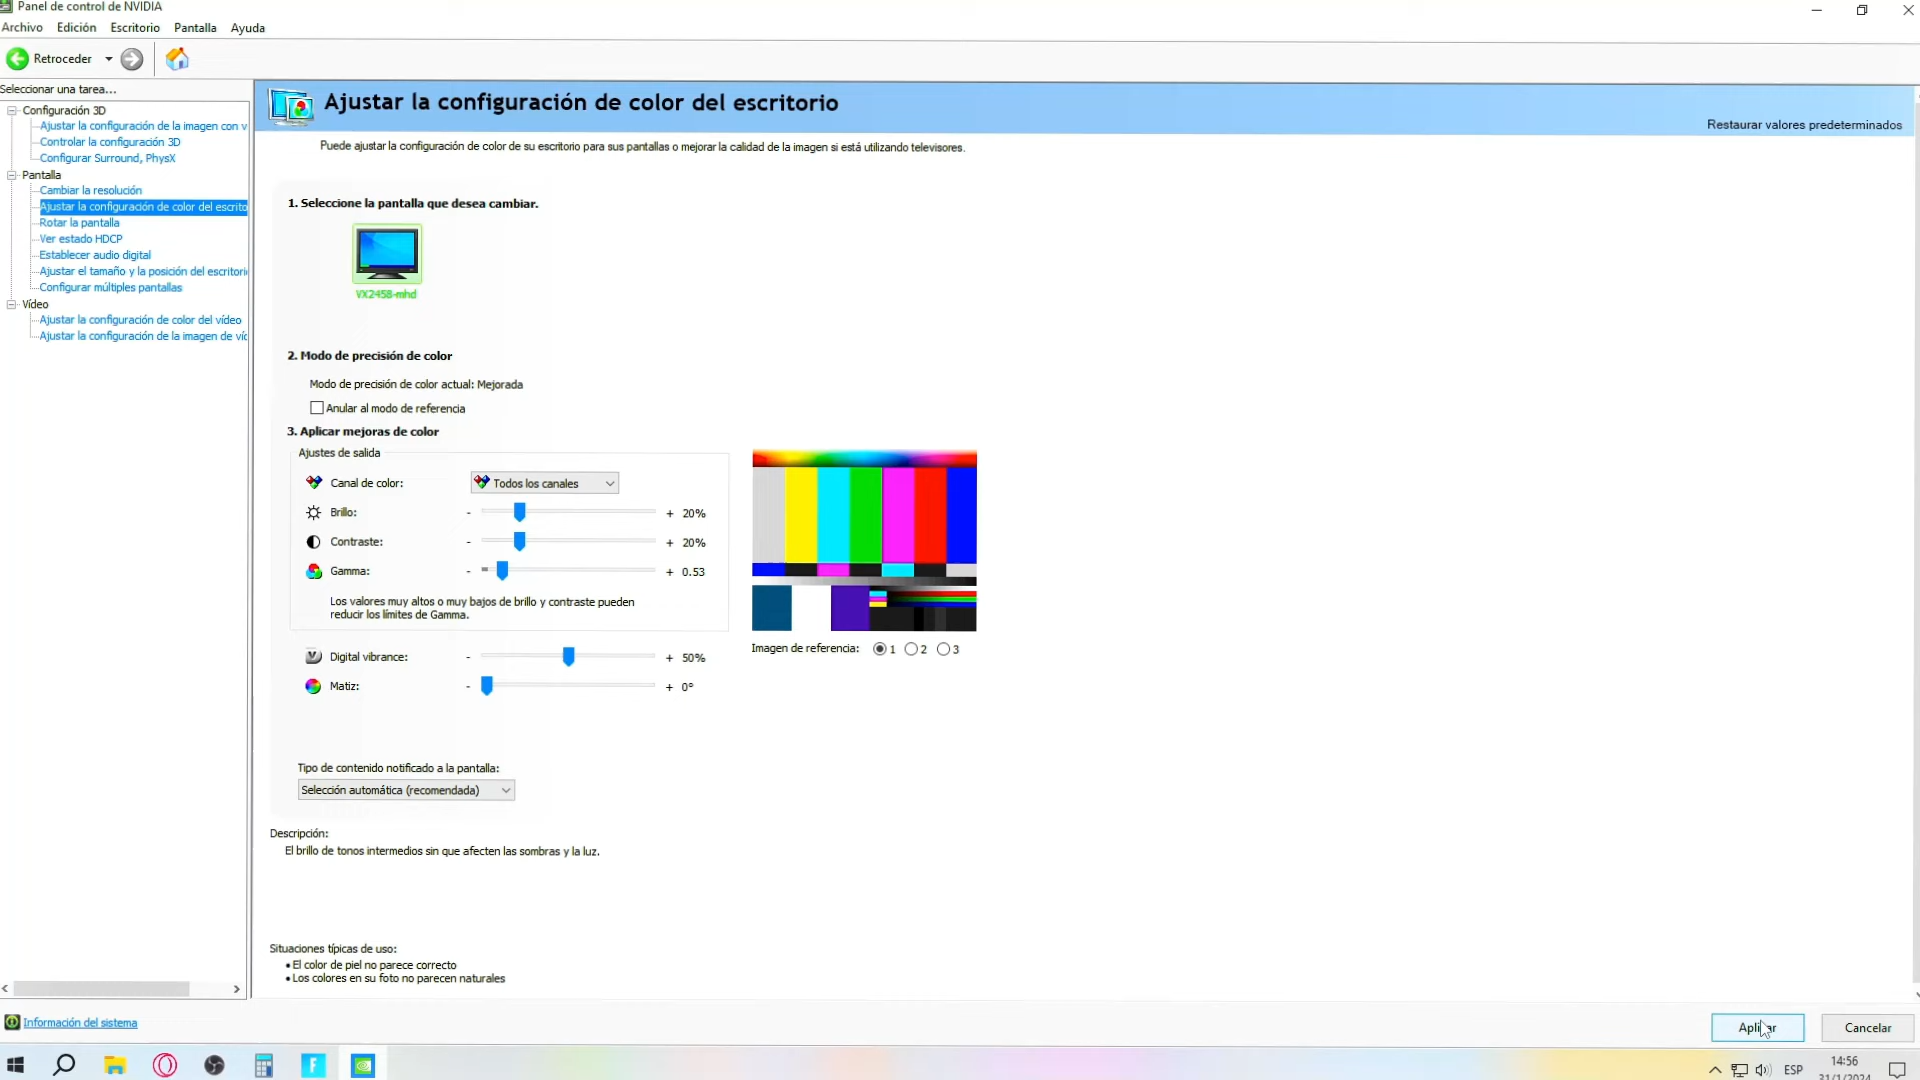 Panel de control de NVIDIA
Archivo Edición Escritorio Pantalla Ayuda
Retroceder
Seleccionar una tarea...
Configuración 3D
Ajustar la configuración de la imagen con v
Controlar la configuración 3D
Configurar Surround, PhysX
Pantalla
Cambiar la resolución
Ajustar la configuración de color del escrito
Rotar la pantalla
Ver estado HDCP
Establecer audio digital
Ajustar el tamaño y la posición del escritori
Configurar múltiples pantallas
Vídeo
Ajustar la configuración de color del vídeo
Ajustar la configuración de la imagen de víc
Información del sistema
Ajustar la configuración de color del escritorio
Restaurar valores predeterminados
Puede ajustar la configuración de color de su escritorio para sus pantallas o mejorar la calidad de la imagen si está utilizando televisores.
1. Seleccione la pantalla que desea cambiar.
VX2458-mhd
2. Modo de precisión de color
Modo de precisión de color actual: Mejorada
Anular al modo de referencia
3. Aplicar mejoras de color
Ajustes de salida
Canal de color: Todos los canales
Brillo: - + 20%
Contraste: - + 20%
Gamma: - + 0.53
Los valores muy altos o muy bajos de brillo y contraste pueden
reducir los límites de Gamma.
Digital vibrance: - + 50%
Matiz: - + 0°
Imagen de referencia: 1 2 3
Tipo de contenido notificado a la pantalla:
Selección automática (recomendada)
Descripción:
El brillo de tonos intermedios sin que afecten las sombras y la luz.
Situaciones típicas de uso:
• El color de piel no parece correcto
• Los colores en su foto no parecen naturales
Aplicar Cancelar
F
ESP
14:56
31/1/2024